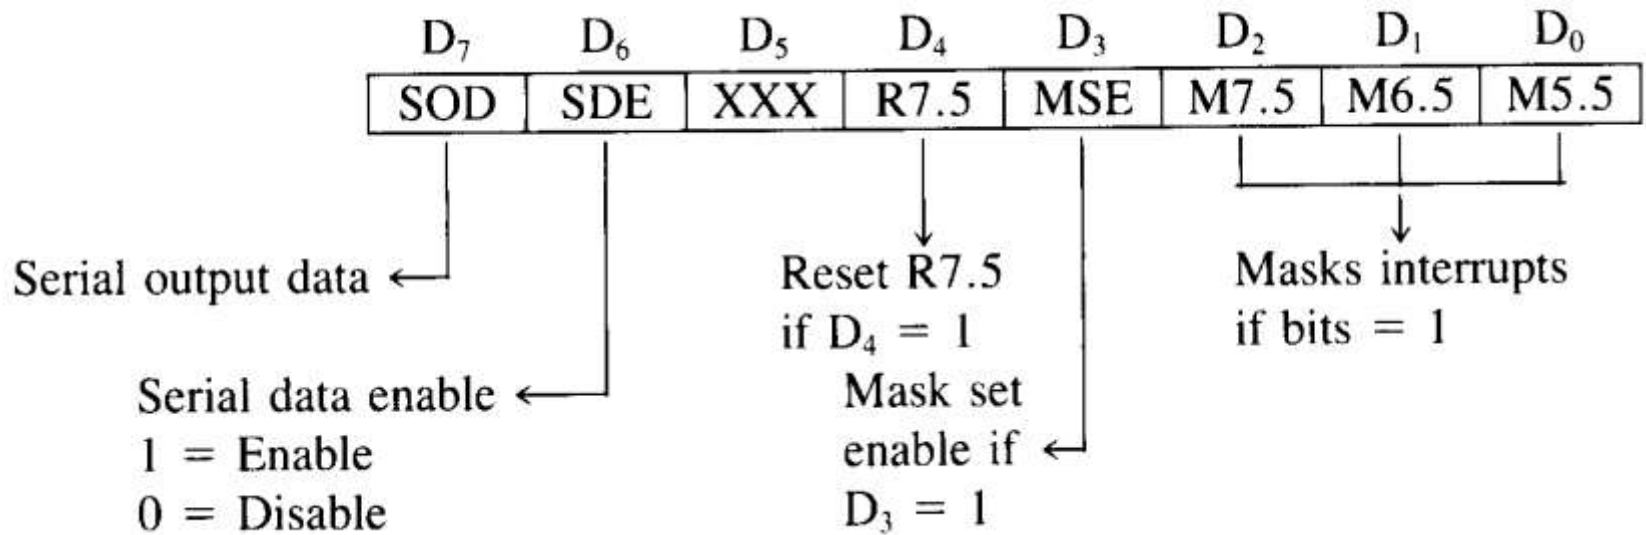 D₇ D₆ D₅ D₄ D₃ D₂ D₁ D₀
SOD SDE XXX R7.5 MSE M7.5 M6.5 M5.5
Serial output data
Reset R7.5
if D₄ = 1
Masks interrupts
if bits = 1
Serial data enable
1 = Enable
0 = Disable
Mask set
enable if
D₃ = 1